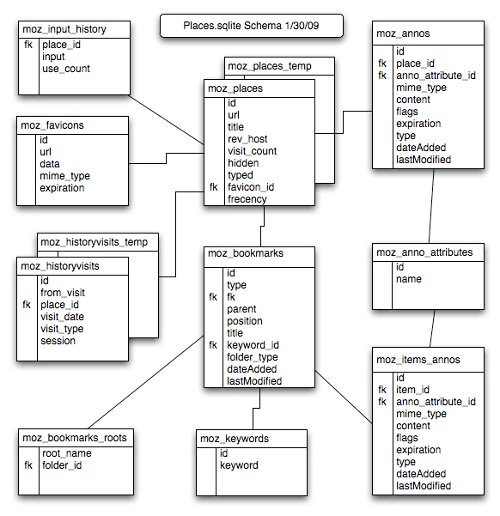 Places.sqlite Schema 1/30/09
moz_input_history
fk place_id
input
use_count
moz_favicons
id
url
data
mime_type
expiration
moz_historyvisits_temp
moz_historyvisits
id
from_visit
fk place_id
visit_date
visit_type
session
moz_bookmarks_roots
root_name
fk folder_id
moz_places_temp
moz_places
id
url
title
rev_host
visit_count
hidden
typed
fk favicon_id
frecency
moz_bookmarks
id
type
fk fk
parent
position
title
fk keyword_id
folder_type
dateAdded
lastModified
moz_keywords
id
keyword
moz_annos
id
fk place_id
fk anno_attribute_id
mime_type
content
flags
expiration
type
dateAdded
lastModified
moz_anno_attributes
id
name
moz_items_annos
id
fk item_id
fk anno_attribute_id
mime_type
content
flags
expiration
type
dateAdded
lastModified